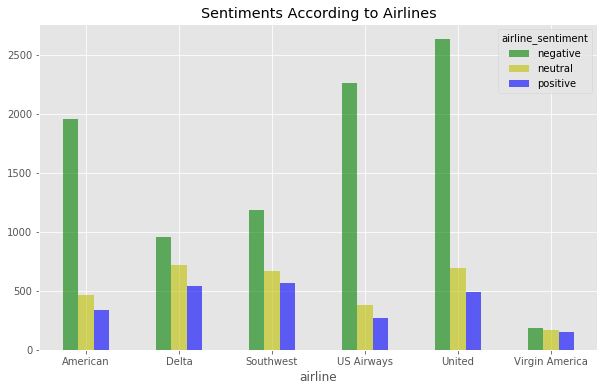 Sentiments According to Airlines
airline_sentiment
negative
neutral
positive
2500
2000
1500
1000
500
0
American Delta Southwest US Airways United Virgin America
airline